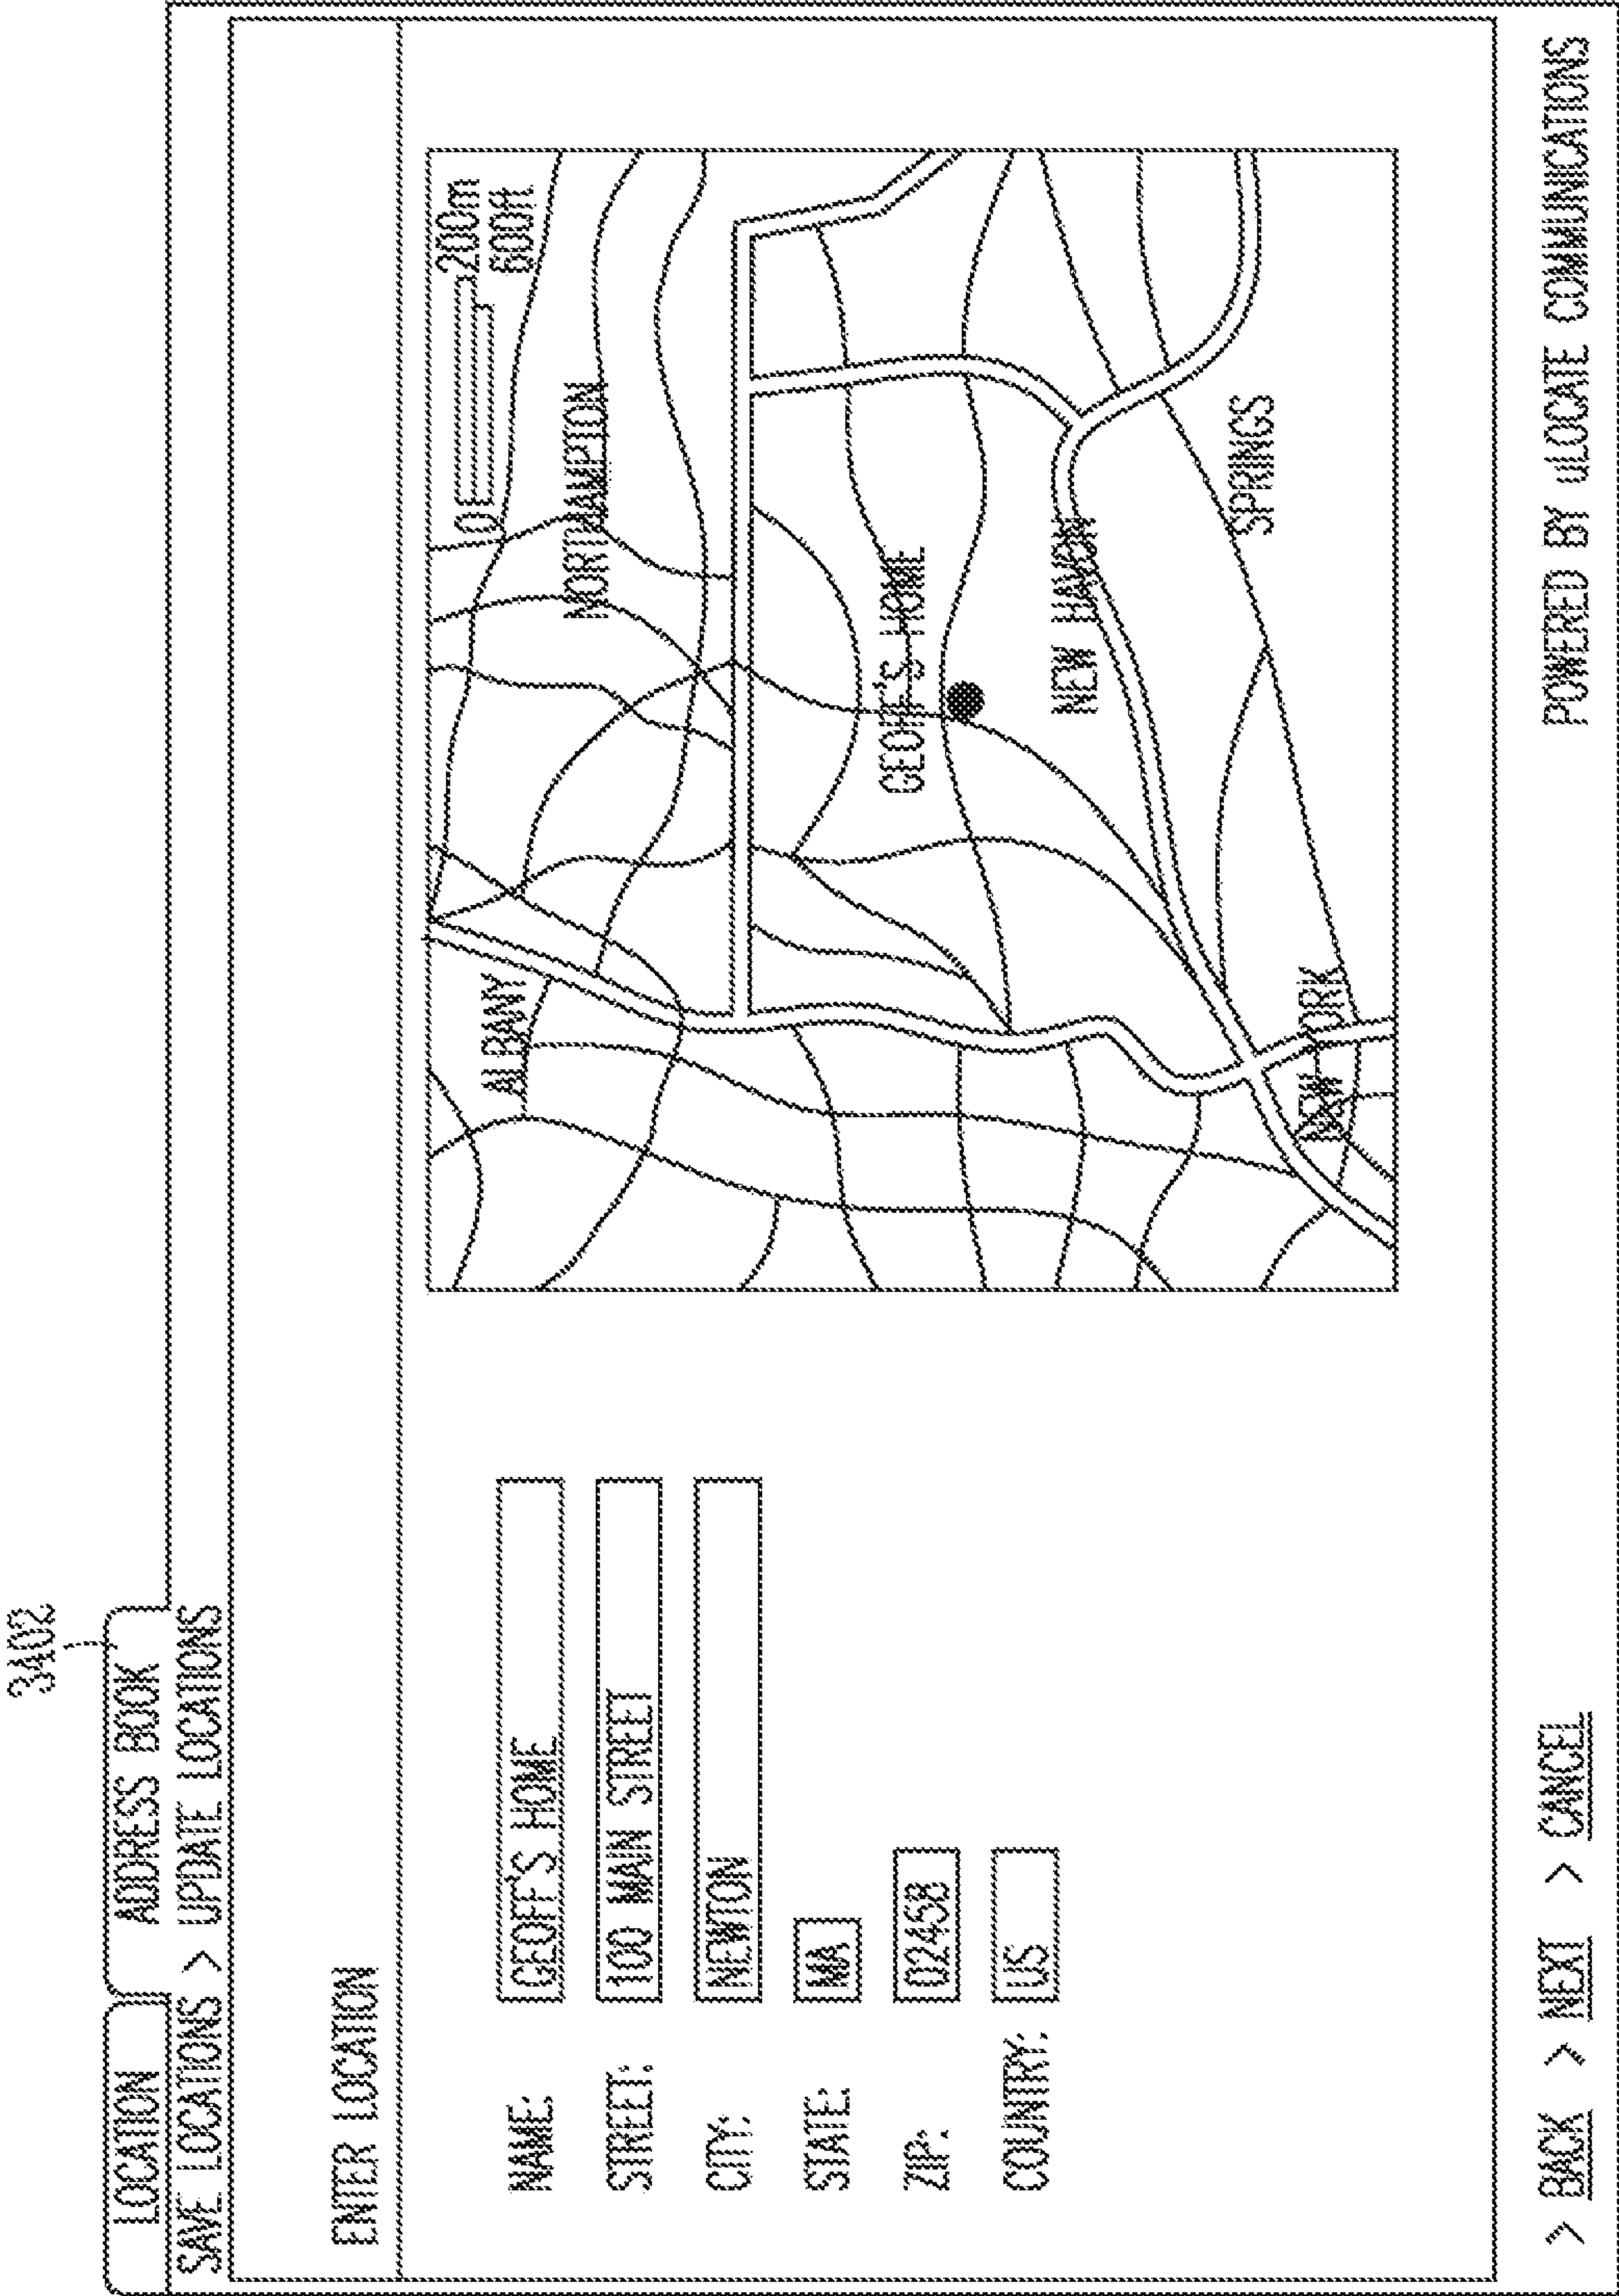 3A02
LOCATION ADDRESS BOOK
SAVE LOCATIONS > UPDATE LOCATIONS
ENTER LOCATION
NAME: GEOFF'S HOME
STREET: 100 MAIN STREET
CITY: NEWTON
STATE: MA
ZIP: 02458
COUNTRY: US
0 200m
600ft
ALBANY
NORTHAMPTON
GEOFF'S HOME
NEW HAVON
SPRINGS
NEW YORK
> BACK > NEXT > CANCEL
POWERED BY uLOCATE COMMUNICATIONS